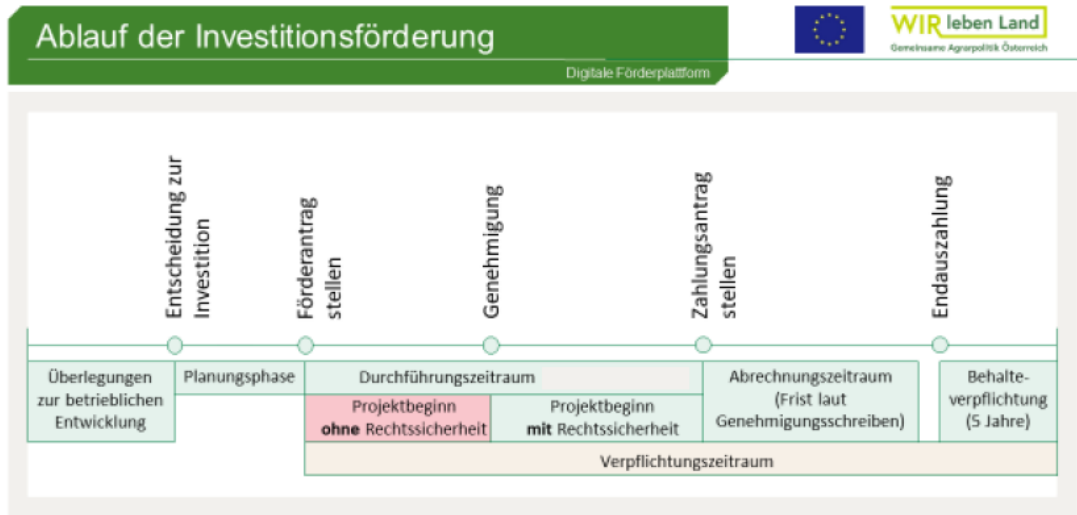 Ablauf der Investitionsförderung
Digitale Förderplattform
WIR leben Land
Gemeinsame Agrarpolitik Österreich
Entscheidung zur
Investition
Förderantrag
stellen
Genehmigung
Zahlungsantrag
stellen
Endauszahlung
Überlegungen
zur betrieblichen
Entwicklung
Planungsphase
Durchführungszeitraum
Projektbeginn
ohne Rechtssicherheit
Projektbeginn
mit Rechtssicherheit
Abrechnungszeitraum
(Frist laut
Genehmigungsschreiben)
Behalte-
verpflichtung
(5 Jahre)
Verpflichtungszeitraum